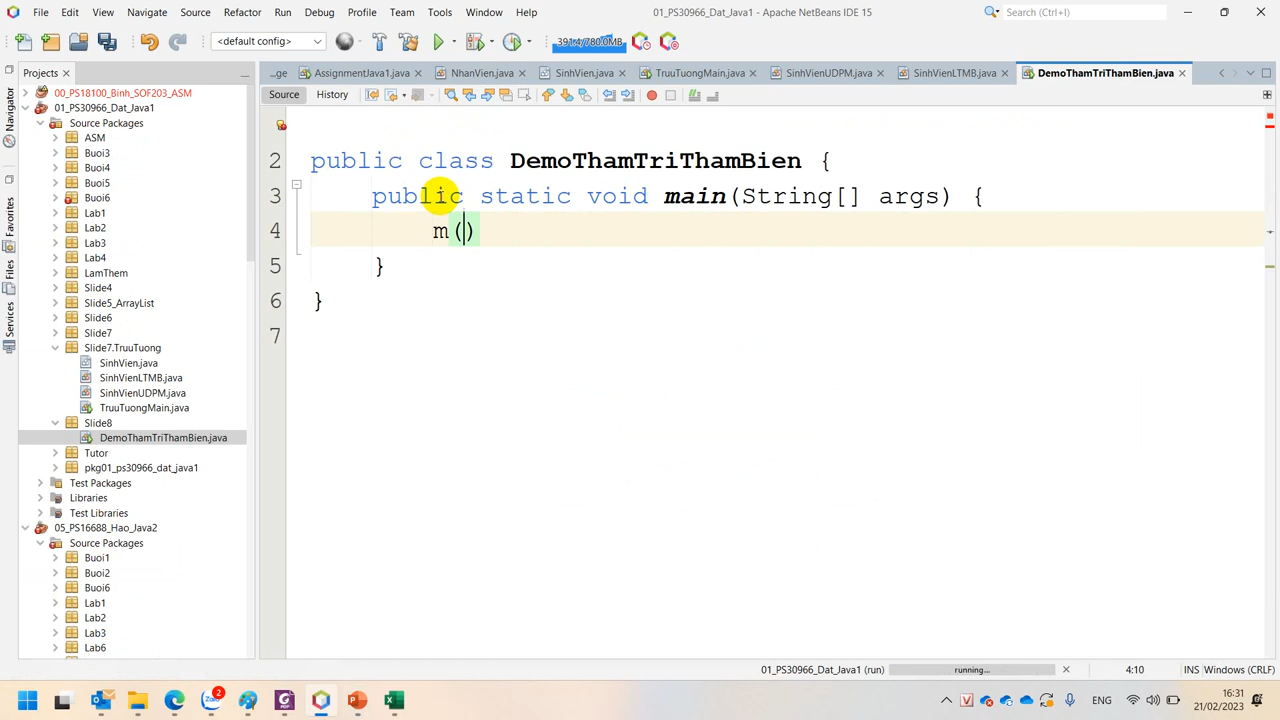 File Edit View Navigate Source Refactor Run Debug Profile Team Tools Window Help 01_PS30966_Dat_Java1 - Apache NetBeans IDE 15 Search (Ctrl+I)
<default config> 391.4/780.0MB
Projects ...ge AssignmentJava1.java NhanVien.java SinhVien.java TruuTuongMain.java SinhVienUDPM.java SinhVienLTMB.java DemoThamTriThamBien.java
Source History
Navigator
Favorites
Files
Services
00_PS18100_Binh_SOF203_ASM
01_PS30966_Dat_Java1
Source Packages
ASM
Buoi3
Buoi4
Buoi5
Buoi6
Lab1
Lab2
Lab3
Lab4
LamThem
Slide4
Slide5_ArrayList
Slide6
Slide7
Slide7.TruuTuong
SinhVien.java
SinhVienLTMB.java
SinhVienUDPM.java
TruuTuongMain.java
Slide8
DemoThamTriThamBien.java
Tutor
pkg01_ps30966_dat_java1
Test Packages
Libraries
Test Libraries
05_PS16688_Hao_Java2
Source Packages
Buoi1
Buoi2
Buoi6
Lab1
Lab2
Lab3
Lab6
2 public class DemoThamTriThamBien {
3 public static void main(String[] args) {
4 m()
5 }
6 }
7
01_PS30966_Dat_Java1 (run) running... 4:10 INS Windows (CRLF)
2 ENG 16:31
21/02/2023